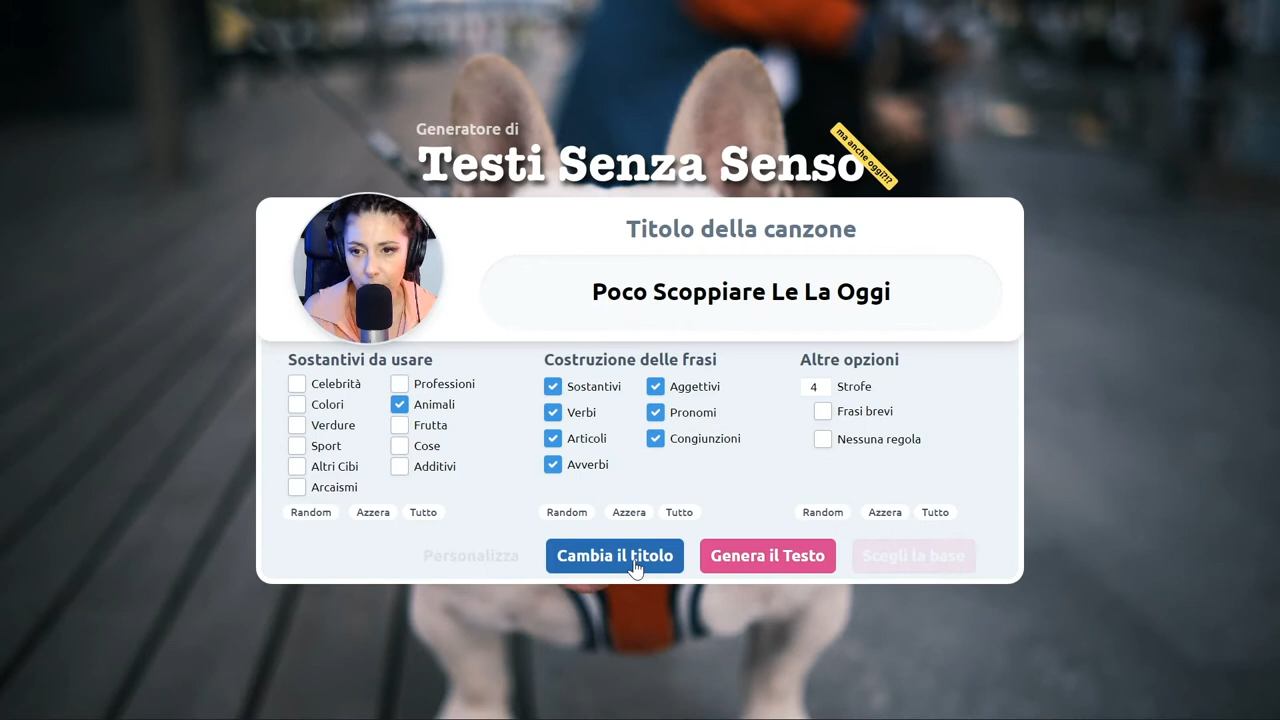 Generatore di
Testi Senza Senso
ma anche oggi?!?
Titolo della canzone
Poco Scoppiare Le La Oggi
Sostantivi da usare
Celebrità
Professioni
Colori
Animali
Verdure
Frutta
Sport
Cose
Altri Cibi
Additivi
Arcaismi
Random
Azzera
Tutto
Costruzione delle frasi
Sostantivi
Aggettivi
Verbi
Pronomi
Articoli
Congiunzioni
Avverbi
Random
Azzera
Tutto
Altre opzioni
4 Strofe
Frasi brevi
Nessuna regola
Random
Azzera
Tutto
Personalizza
Cambia il titolo
Genera il Testo
Scegli la base